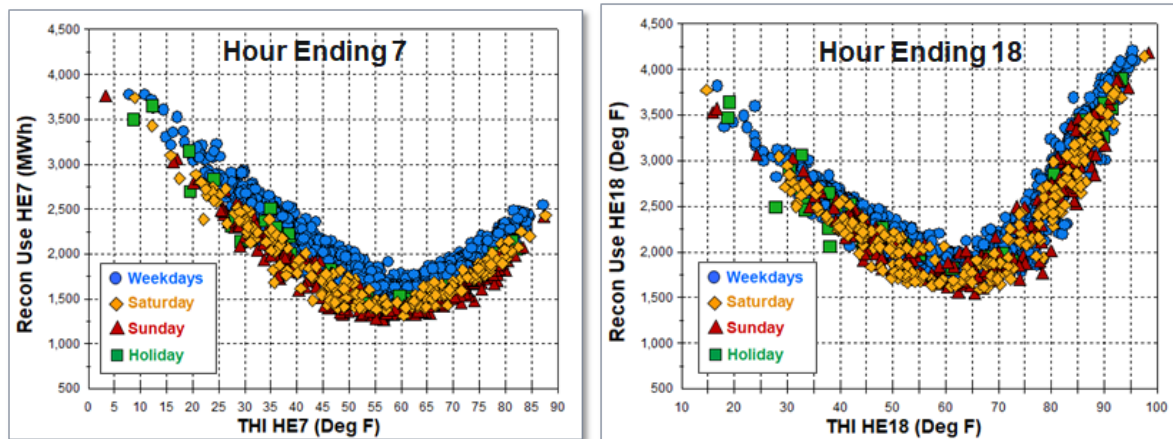 Hour Ending 7
Recon Use HE7 (MWh)
4,500
4,000
3,500
3,000
2,500
2,000
1,500
1,000
500
Weekdays
Saturday
Sunday
Holiday
0 5 10 15 20 25 30 35 40 45 50 55 60 65 70 75 80 85 90
THI HE7 (Deg F)
Hour Ending 18
Recon Use HE18 (Deg F)
4,500
4,000
3,500
3,000
2,500
2,000
1,500
1,000
500
Weekdays
Saturday
Sunday
Holiday
10 20 30 40 50 60 70 80 90 100
THI HE18 (Deg F)